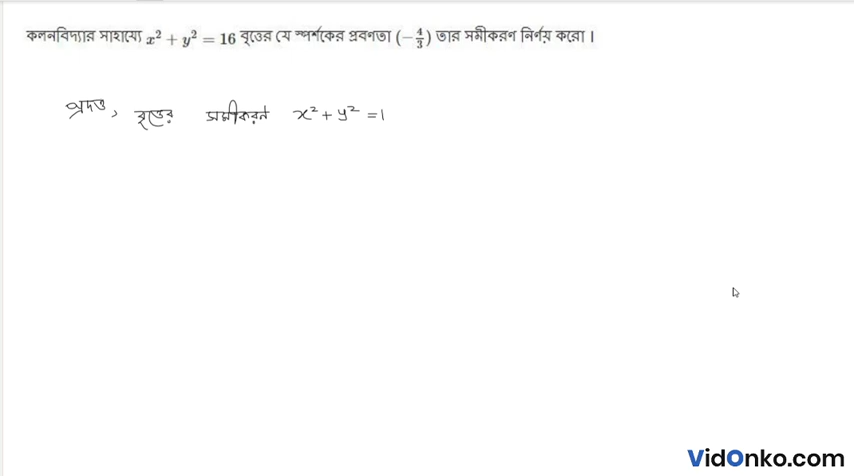 কলনবিদ্যার সাহায্যে x² + y² = 16 বৃত্তের যে স্পর্শকের প্রবণতা (−4/3) তার সমীকরণ নির্ণয় করো ।
প্রদত্ত, বৃত্তের সমীকরণ x² + y² = 1
VidOnko.com